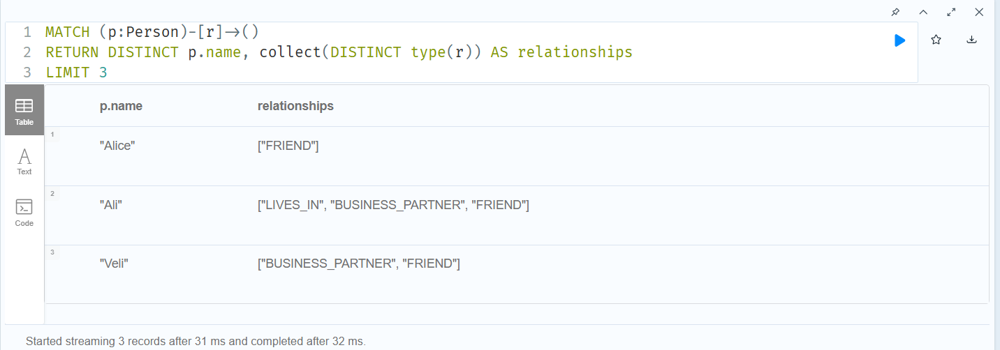 1 MATCH (p:Person)-[r]->()
2 RETURN DISTINCT p.name, collect(DISTINCT type(r)) AS relationships
3 LIMIT 3
Table
p.name relationships
1
"Alice" ["FRIEND"]
Text
2
"Ali" ["LIVES_IN", "BUSINESS_PARTNER", "FRIEND"]
Code
3
"Veli" ["BUSINESS_PARTNER", "FRIEND"]
Started streaming 3 records after 31 ms and completed after 32 ms.